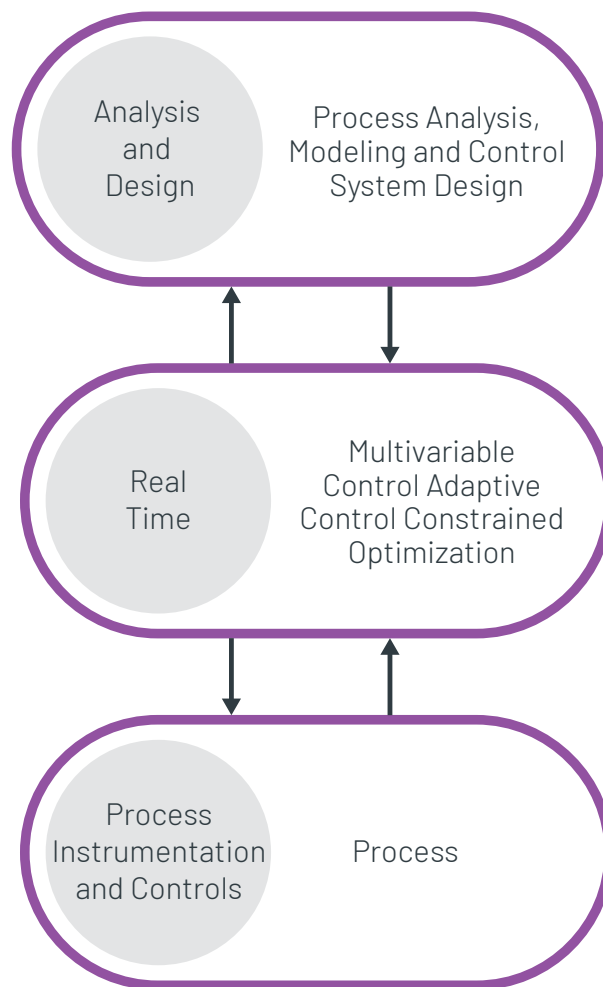 Analysis
and
Design
Process Analysis,
Modeling and Control
System Design
Real
Time
Multivariable
Control Adaptive
Control Constrained
Optimization
Process
Instrumentation
and Controls
Process